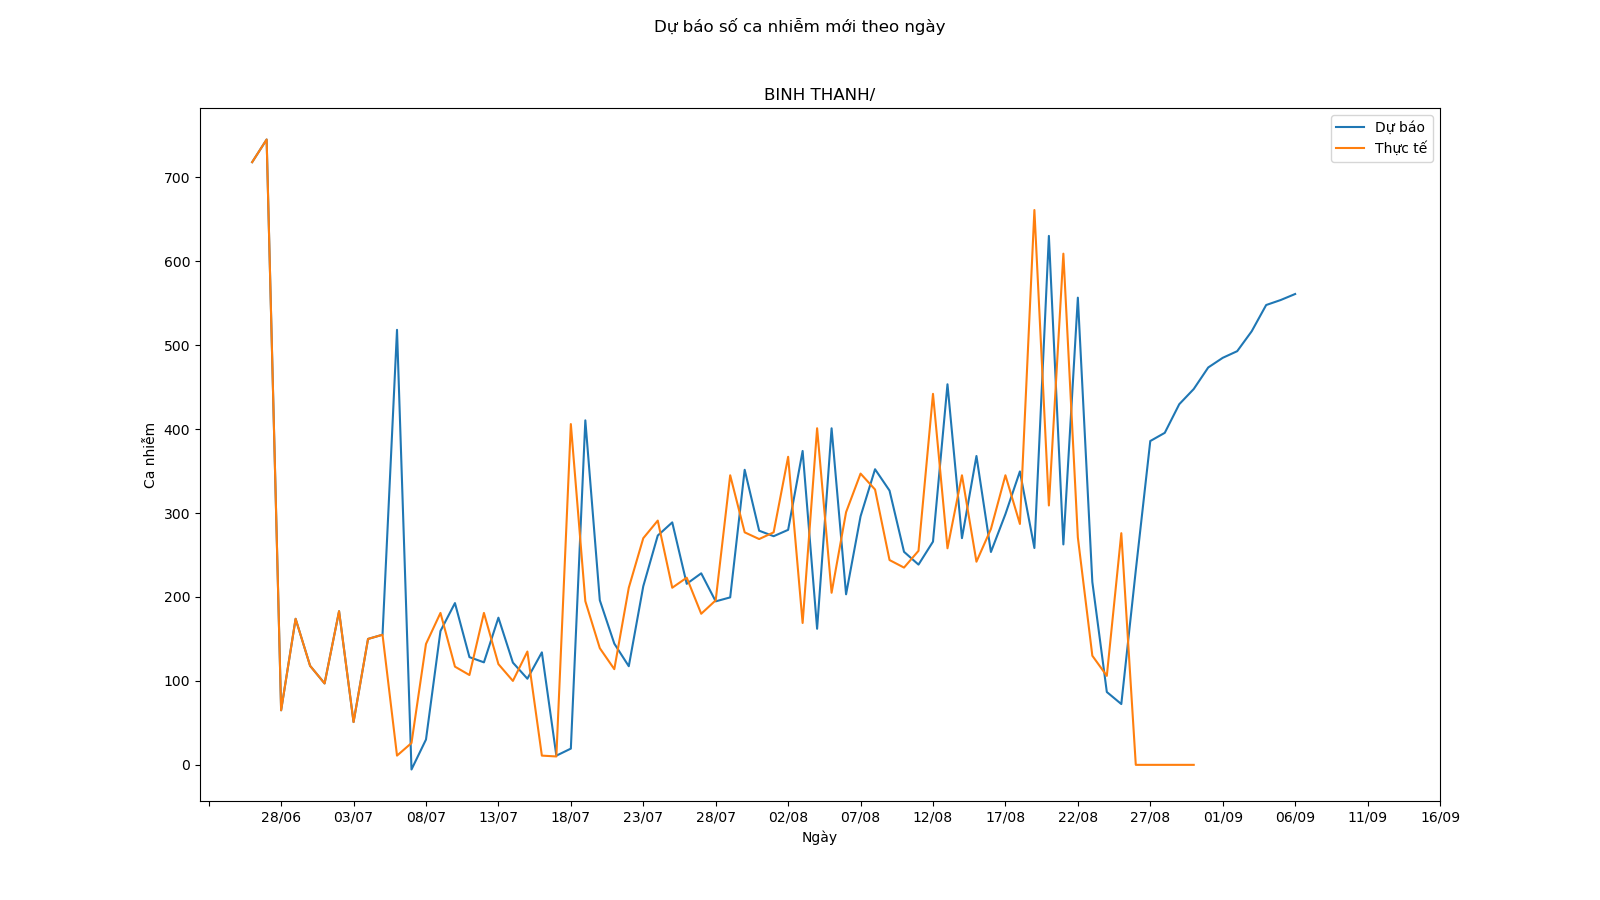 Dự báo số ca nhiễm mới theo ngày
BINH THANH/
Dự báo
Thực tế
700
600
500
400
300
200
100
0
Ca nhiễm
28/06 03/07 08/07 13/07 18/07 23/07 28/07 02/08 07/08 12/08 17/08 22/08 27/08 01/09 06/09 11/09 16/09
Ngày